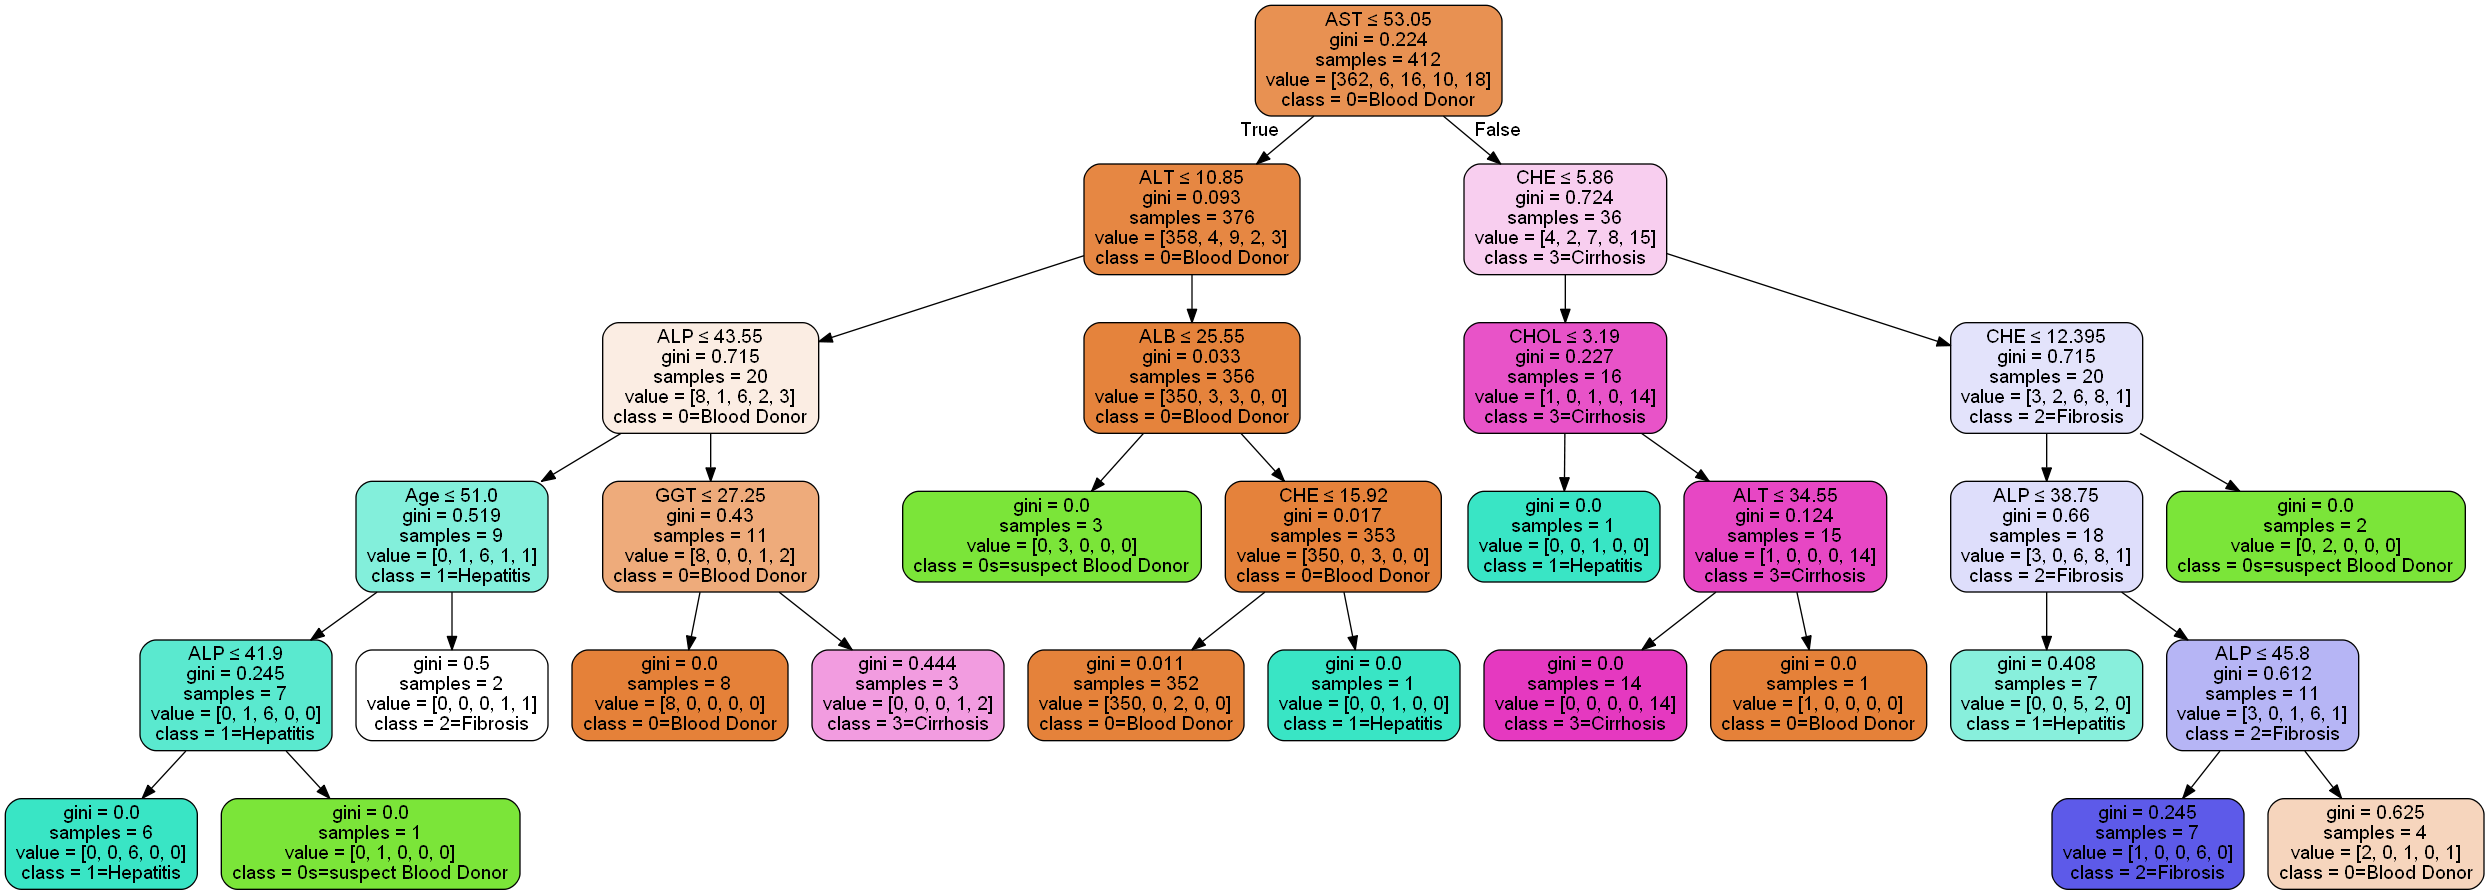 AST ≤ 53.05
gini = 0.224
samples = 412
value = [362, 6, 16, 10, 18]
class = 0=Blood Donor
True
False
ALT ≤ 10.85
gini = 0.093
samples = 376
value = [358, 4, 9, 2, 3]
class = 0=Blood Donor
CHE ≤ 5.86
gini = 0.724
samples = 36
value = [4, 2, 7, 8, 15]
class = 3=Cirrhosis
ALP ≤ 43.55
gini = 0.715
samples = 20
value = [8, 1, 6, 2, 3]
class = 0=Blood Donor
ALB ≤ 25.55
gini = 0.033
samples = 356
value = [350, 3, 3, 0, 0]
class = 0=Blood Donor
CHOL ≤ 3.19
gini = 0.227
samples = 16
value = [1, 0, 1, 0, 14]
class = 3=Cirrhosis
CHE ≤ 12.395
gini = 0.715
samples = 20
value = [3, 2, 6, 8, 1]
class = 2=Fibrosis
Age ≤ 51.0
gini = 0.519
samples = 9
value = [0, 1, 6, 1, 1]
class = 1=Hepatitis
GGT ≤ 27.25
gini = 0.43
samples = 11
value = [8, 0, 0, 1, 2]
class = 0=Blood Donor
gini = 0.0
samples = 3
value = [0, 3, 0, 0, 0]
class = 0s=suspect Blood Donor
CHE ≤ 15.92
gini = 0.017
samples = 353
value = [350, 0, 3, 0, 0]
class = 0=Blood Donor
gini = 0.0
samples = 1
value = [0, 0, 1, 0, 0]
class = 1=Hepatitis
ALT ≤ 34.55
gini = 0.124
samples = 15
value = [1, 0, 0, 0, 14]
class = 3=Cirrhosis
ALP ≤ 38.75
gini = 0.66
samples = 18
value = [3, 0, 6, 8, 1]
class = 2=Fibrosis
gini = 0.0
samples = 2
value = [0, 2, 0, 0, 0]
class = 0s=suspect Blood Donor
ALP ≤ 41.9
gini = 0.245
samples = 7
value = [0, 1, 6, 0, 0]
class = 1=Hepatitis
gini = 0.5
samples = 2
value = [0, 0, 0, 1, 1]
class = 2=Fibrosis
gini = 0.0
samples = 8
value = [8, 0, 0, 0, 0]
class = 0=Blood Donor
gini = 0.444
samples = 3
value = [0, 0, 0, 1, 2]
class = 3=Cirrhosis
gini = 0.011
samples = 352
value = [350, 0, 2, 0, 0]
class = 0=Blood Donor
gini = 0.0
samples = 1
value = [0, 0, 1, 0, 0]
class = 1=Hepatitis
gini = 0.0
samples = 14
value = [0, 0, 0, 0, 14]
class = 3=Cirrhosis
gini = 0.0
samples = 1
value = [1, 0, 0, 0, 0]
class = 0=Blood Donor
gini = 0.408
samples = 7
value = [0, 0, 5, 2, 0]
class = 1=Hepatitis
ALP ≤ 45.8
gini = 0.612
samples = 11
value = [3, 0, 1, 6, 1]
class = 2=Fibrosis
gini = 0.0
samples = 6
value = [0, 0, 6, 0, 0]
class = 1=Hepatitis
gini = 0.0
samples = 1
value = [0, 1, 0, 0, 0]
class = 0s=suspect Blood Donor
gini = 0.245
samples = 7
value = [1, 0, 0, 6, 0]
class = 2=Fibrosis
gini = 0.625
samples = 4
value = [2, 0, 1, 0, 1]
class = 0=Blood Donor